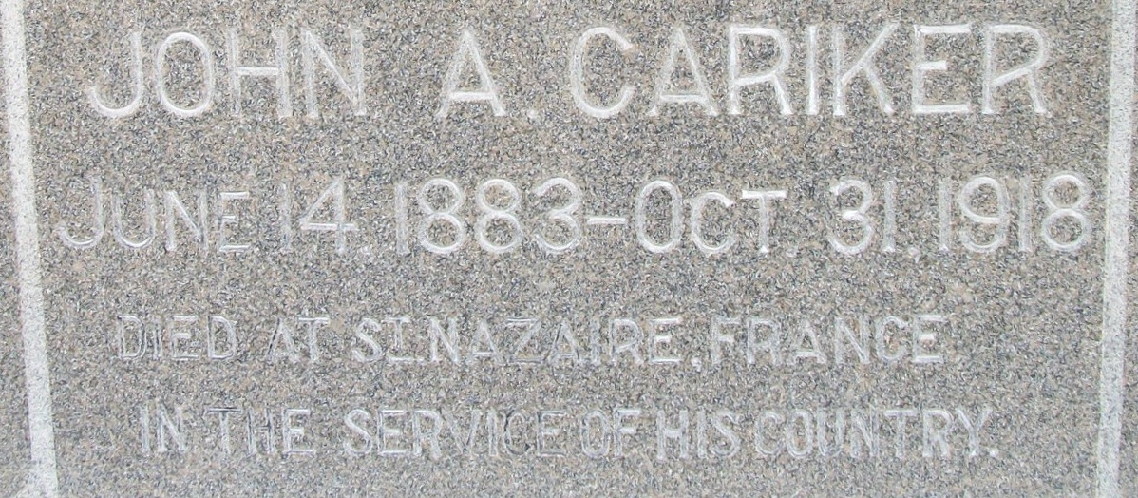 JOHN A. CARIKER
JUNE 14, 1883-OCT. 31, 1918
DIED AT ST. NAZAIRE, FRANCE
IN THE SERVICE OF HIS COUNTRY.